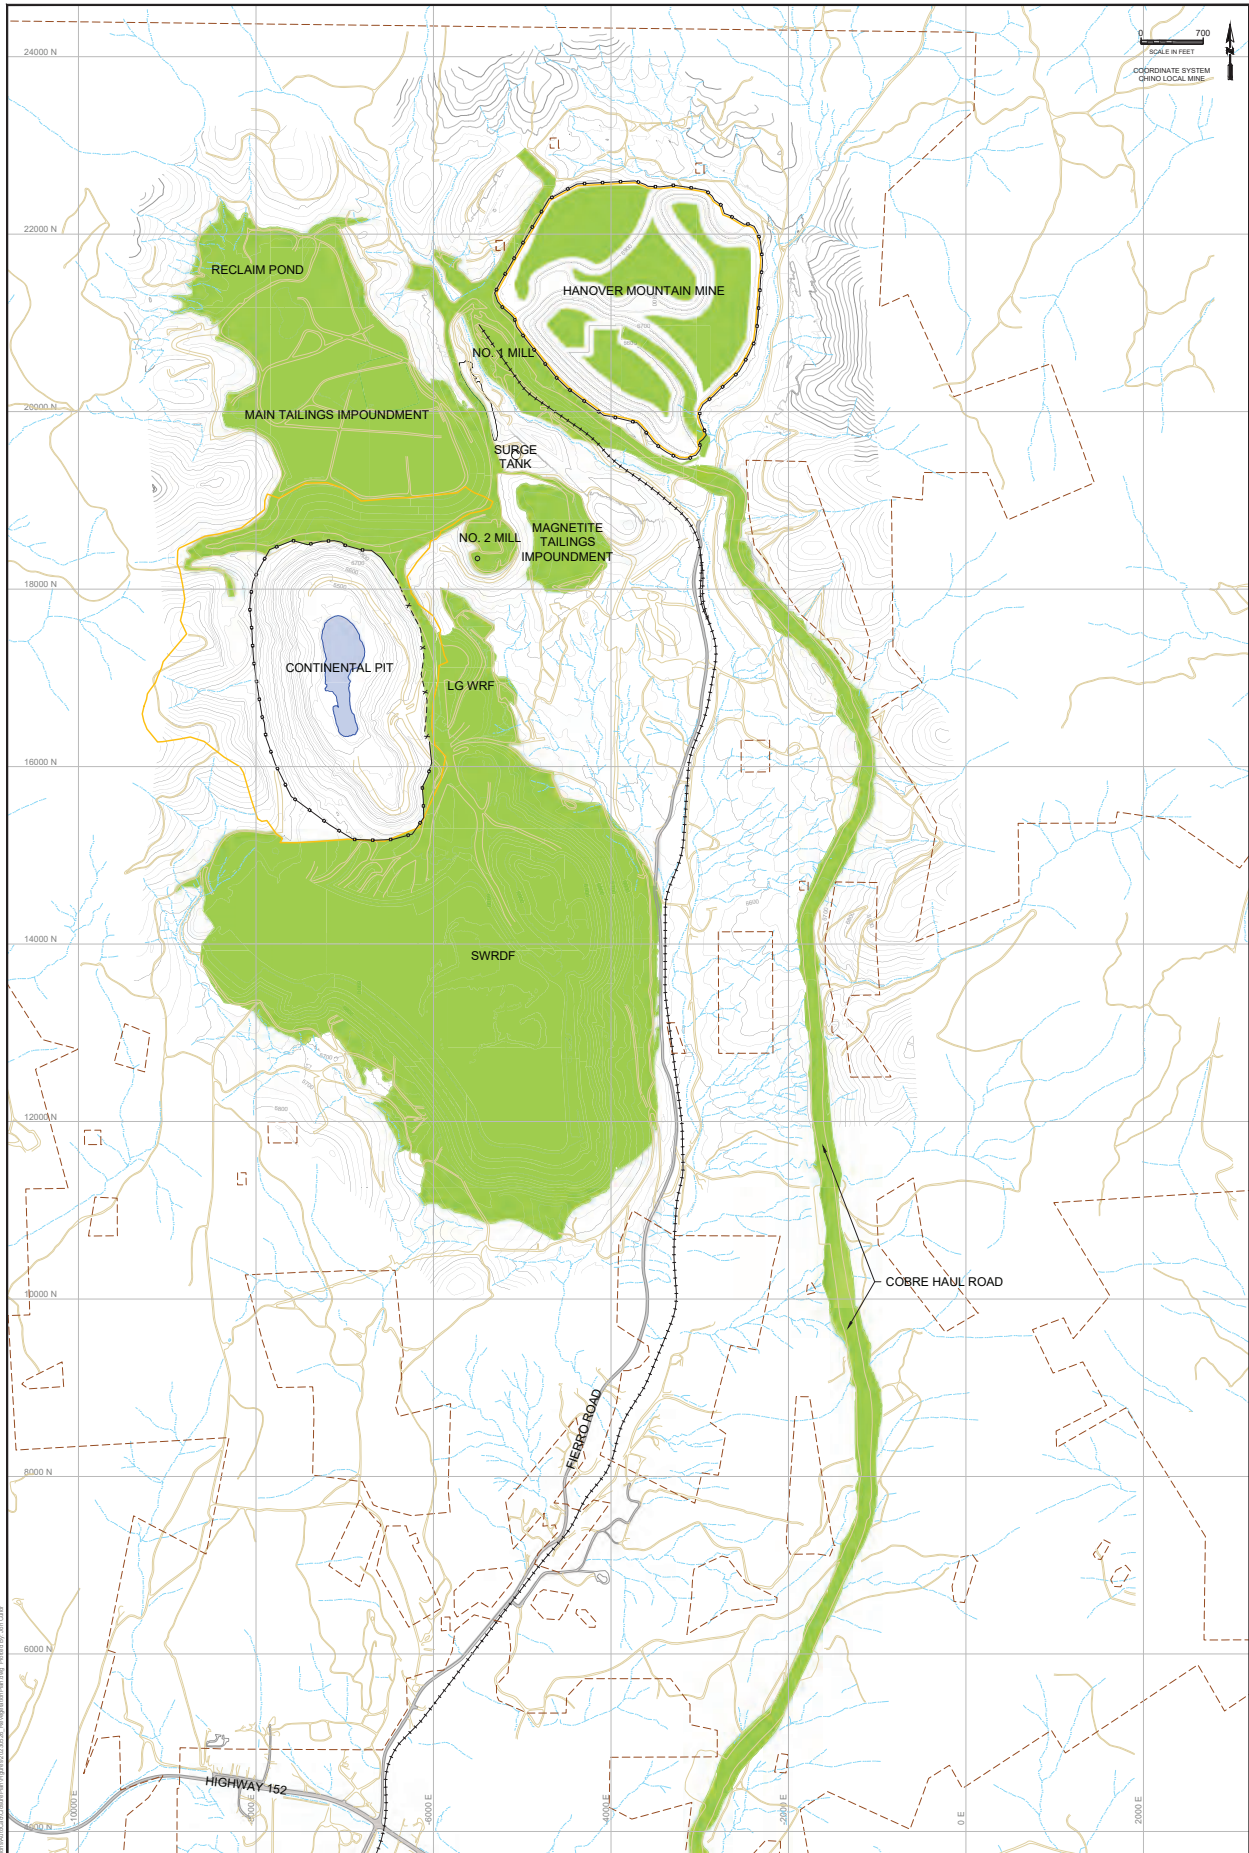 24000 N
0 700
SCALE IN FEET
N
COORDINATE SYSTEM
CHINO LOCAL MINE
22000 N
RECLAIM POND
HANOVER MOUNTAIN MINE
6700
NO. 1 MILL
20000 N
MAIN TAILINGS IMPOUNDMENT
SURGE
TANK
MAGNETITE
TAILINGS
IMPOUNDMENT
NO. 2 MILL
18000 N
CONTINENTAL PIT
LG WRF
16000 N
14000 N
SWRDF
12000 N
COBRE HAUL ROAD
10000 N
FIERRO ROAD
8000 N
6000 N
HIGHWAY 152
4000 N
-10000 E
-8000 E
-6000 E
-4000 E
-2000 E
0 E
2000 E